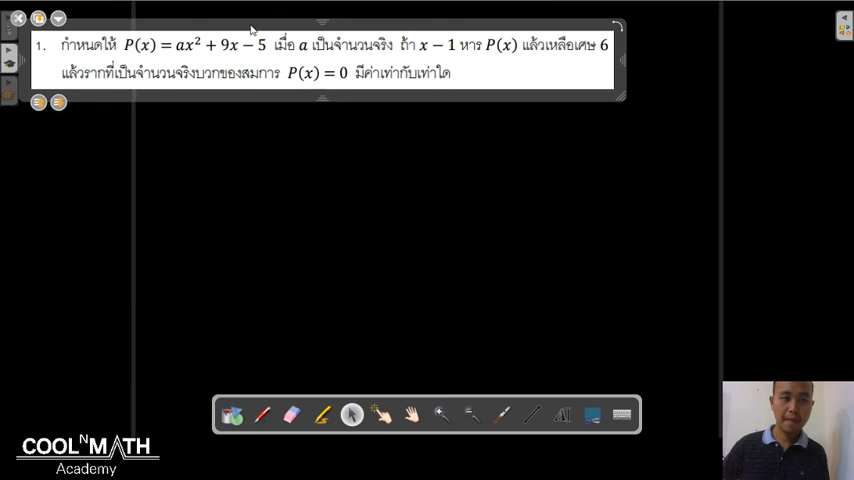 1. กำหนดให้ P(x) = ax² + 9x − 5 เมื่อ a เป็นจำนวนจริง ถ้า x − 1 หาร P(x) แล้วเหลือเศษ 6
แล้วรากที่เป็นจำนวนจริงบวกของสมการ P(x) = 0 มีค่าเท่ากับเท่าใด
COOL N MATH
Academy